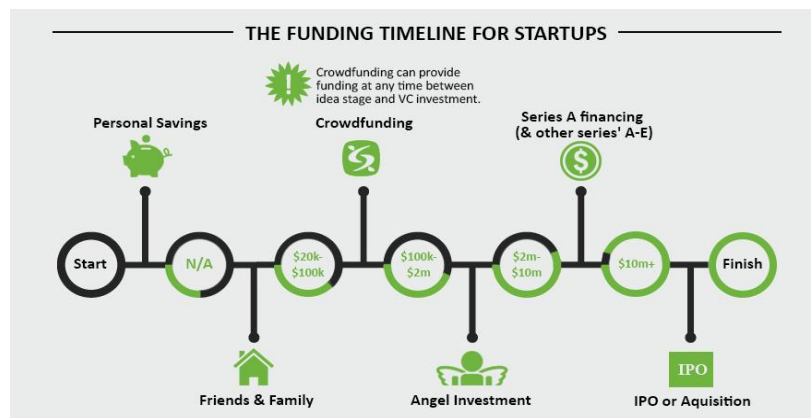 THE FUNDING TIMELINE FOR STARTUPS
Crowdfunding can provide
funding at any time between
idea stage and VC investment.
Personal Savings
Crowdfunding
Series A financing
(& other series' A-E)
$
Start
N/A
$20k-
$100k
$100k-
$2m
$2m-
$10m
$10m+
Finish
Friends & Family
Angel Investment
IPO
IPO or Aquisition